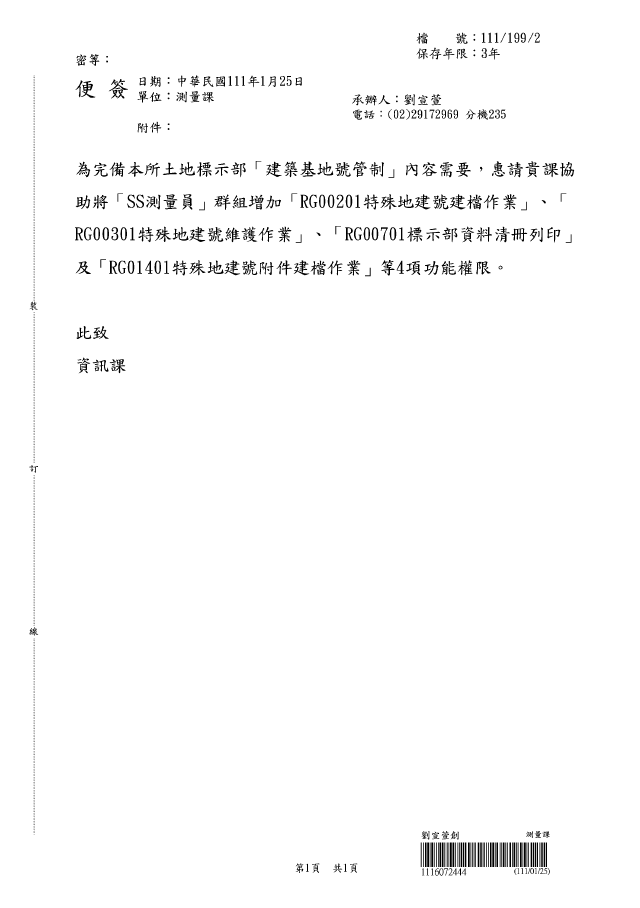 檔　　號：111/199/2
保存年限：3年
密等：
便 簽
日期：中華民國111年1月25日
單位：測量課
承辦人：劉宣萱
電話：(02)29172969 分機235
附件：
為完備本所土地標示部「建築基地號管制」內容需要，惠請貴課協
助將「SS測量員」群組增加「RG00201特殊地建號建檔作業」、「
RG00301特殊地建號維護作業」、「RG00701標示部資料清冊列印」
及「RG01401特殊地建號附件建檔作業」等4項功能權限。
此致
資訊課
裝
訂
線
劉宣萱創　測量課
1116072444　(111/01/25)
第1頁　共1頁